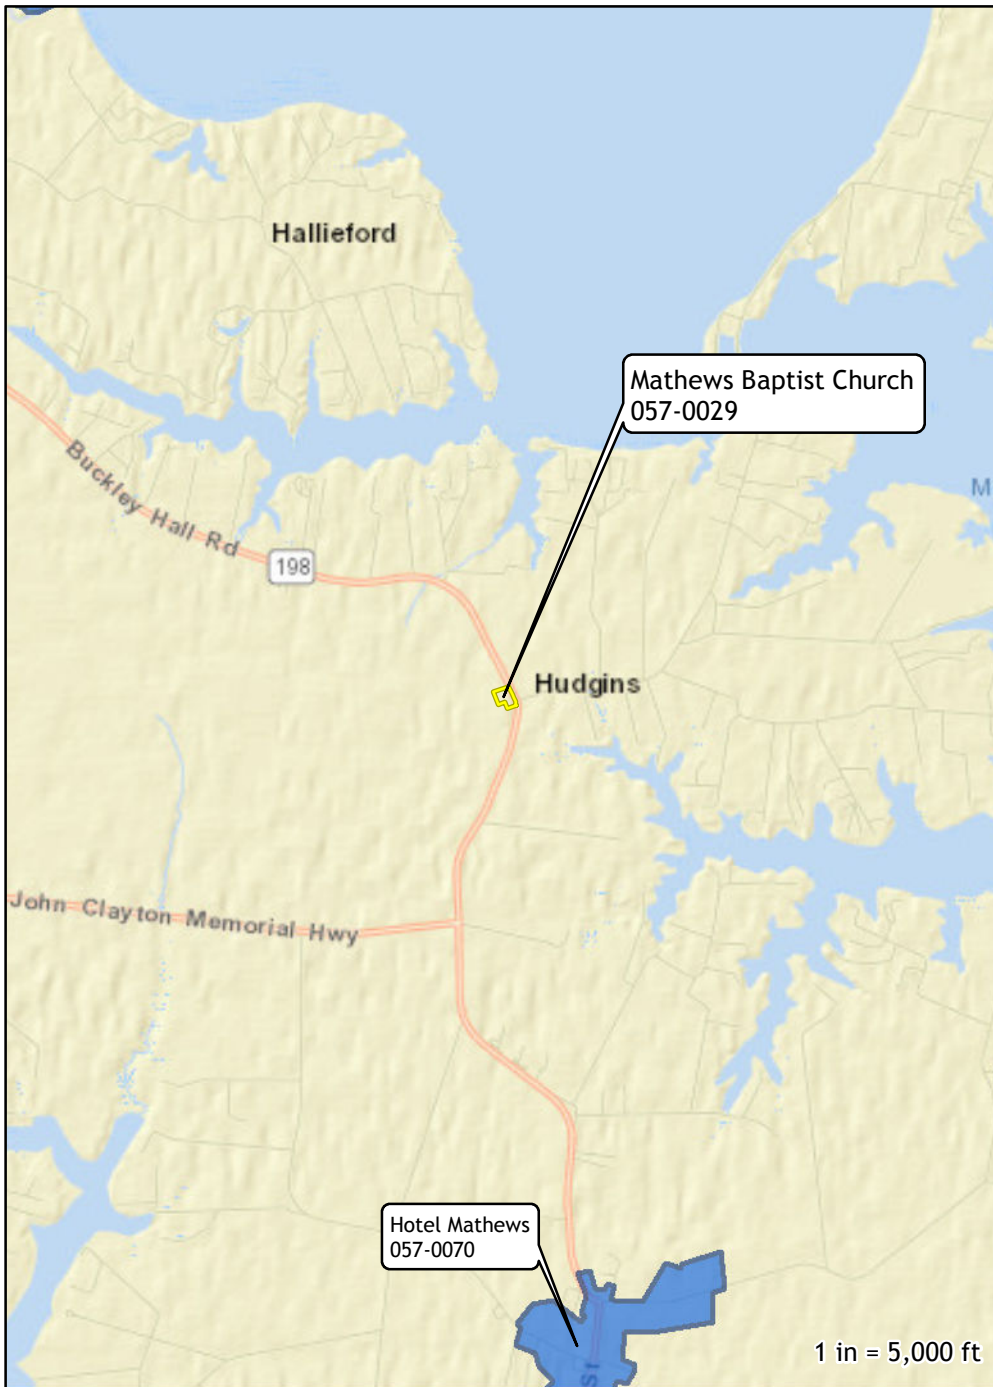 Hallieford
Mathews Baptist Church
057-0029
M
Buckley Hall Rd
198
Hudgins
John Clayton Memorial Hwy
Hotel Mathews
057-0070
1 in = 5,000 ft
St